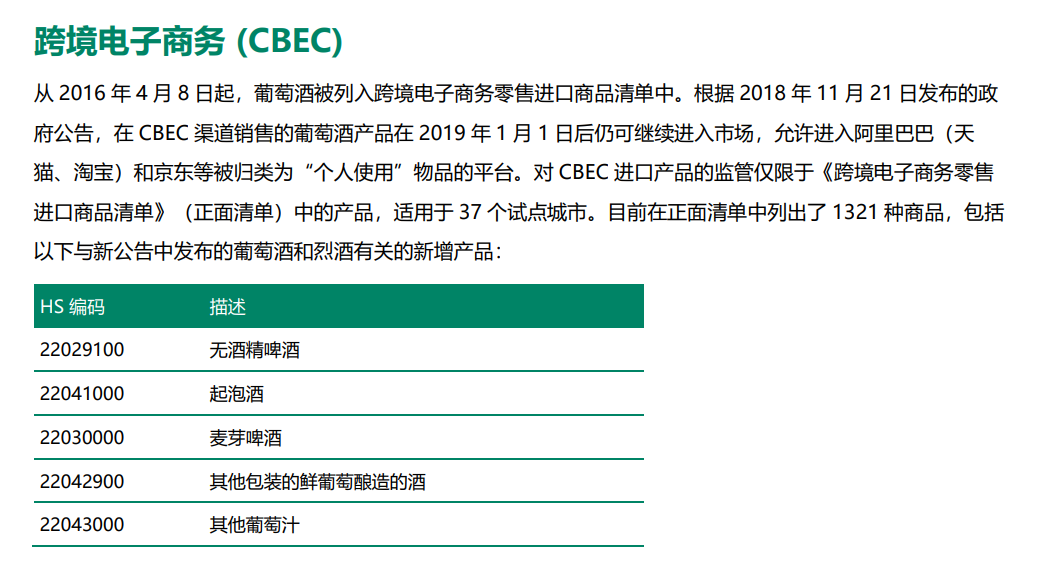 跨境电子商务 (CBEC)
从 2016 年 4 月 8 日起，葡萄酒被列入跨境电子商务零售进口商品清单中。根据 2018 年 11 月 21 日发布的政
府公告，在 CBEC 渠道销售的葡萄酒产品在 2019 年 1 月 1 日后仍可继续进入市场，允许进入阿里巴巴（天
猫、淘宝）和京东等被归类为“个人使用”物品的平台。对 CBEC 进口产品的监管仅限于《跨境电子商务零售
进口商品清单》（正面清单）中的产品，适用于 37 个试点城市。目前在正面清单中列出了 1321 种商品，包括
以下与新公告中发布的葡萄酒和烈酒有关的新增产品：
HS 编码 描述
22029100 无酒精啤酒
22041000 起泡酒
22030000 麦芽啤酒
22042900 其他包装的鲜葡萄酿造的酒
22043000 其他葡萄汁